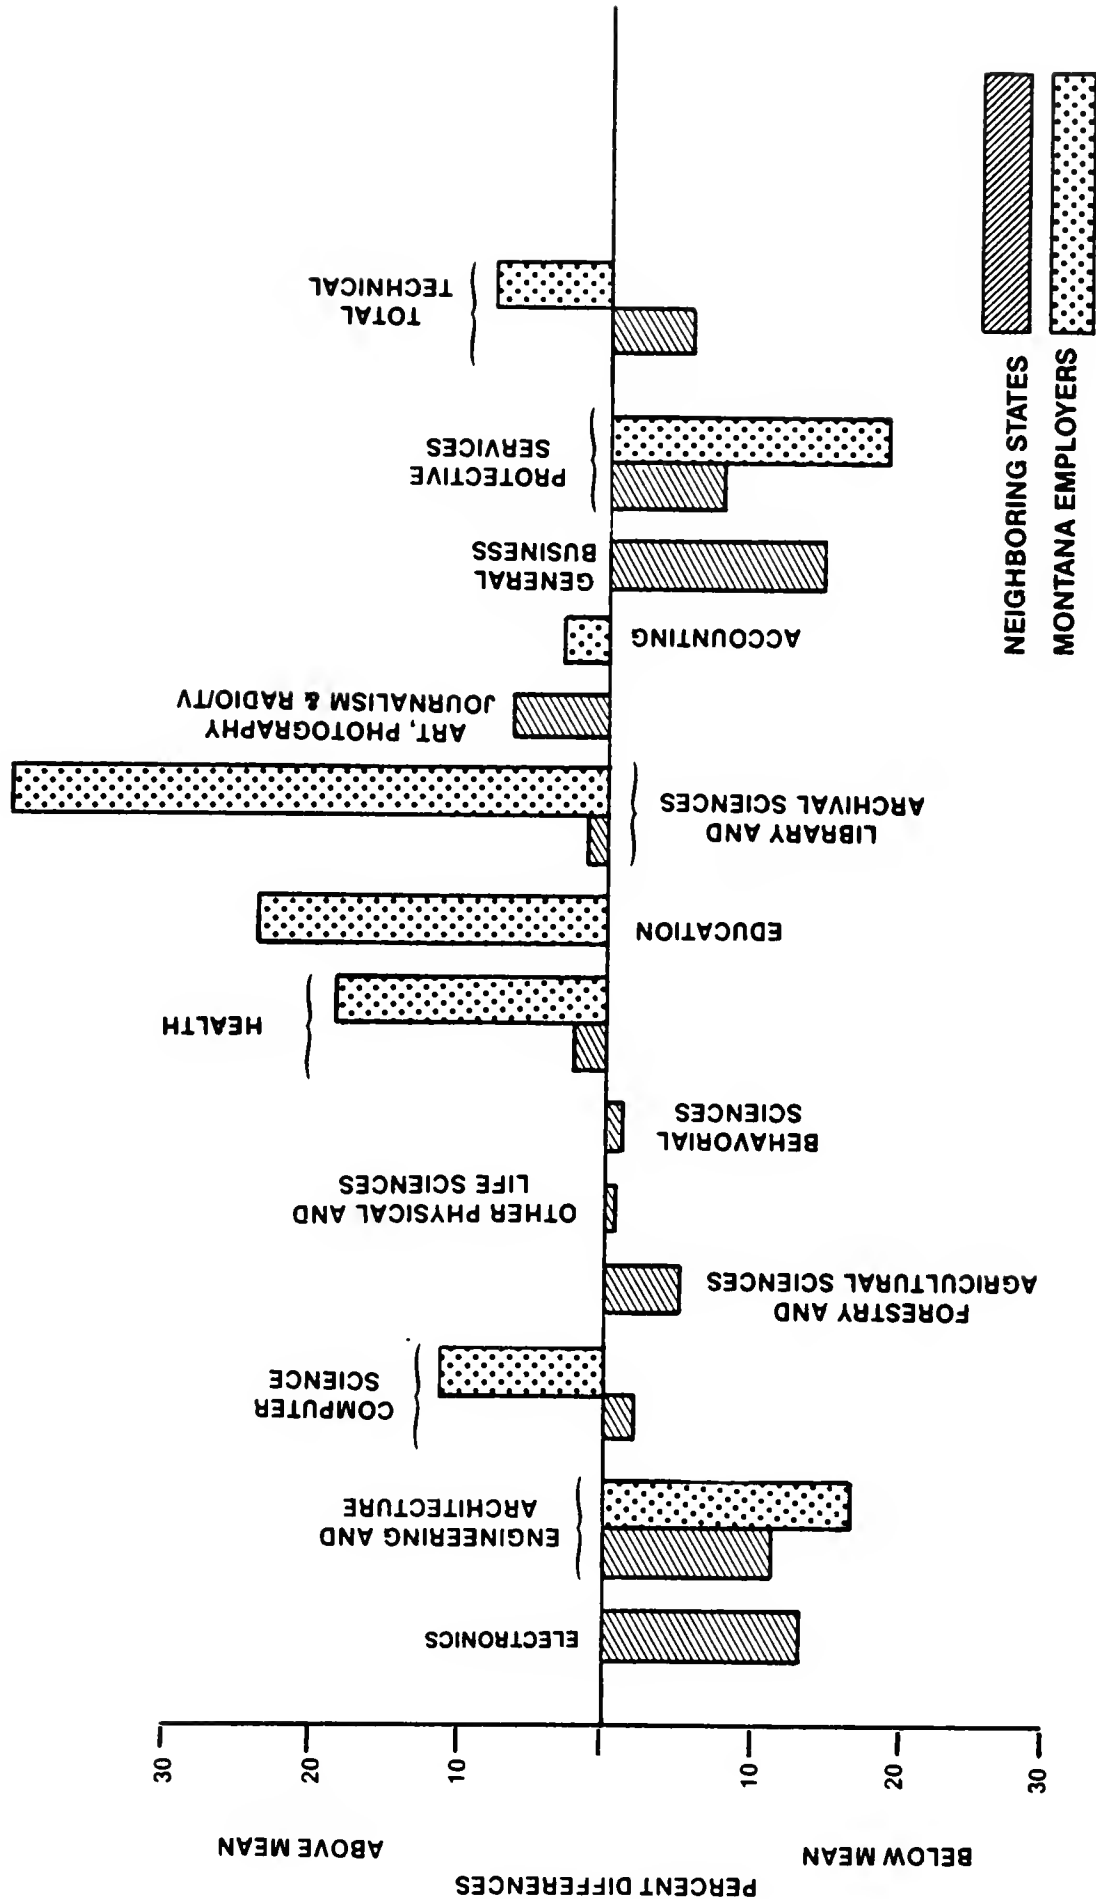 PERCENT DIFFERENCES
ABOVE MEAN
BELOW MEAN
30
20
10
10
20
30
ELECTRONICS
ENGINEERING AND
ARCHITECTURE
COMPUTER
SCIENCE
FORESTRY AND
AGRICULTURAL SCIENCES
OTHER PHYSICAL AND
LIFE SCIENCES
BEHAVORIAL
SCIENCES
HEALTH
EDUCATION
LIBRARY AND
ARCHIVAL SCIENCES
ART, PHOTOGRAPHY
JOURNALISM & RADIO/TV
ACCOUNTING
GENERAL
BUSINESS
PROTECTIVE
SERVICES
TOTAL
TECHNICAL
NEIGHBORING STATES
MONTANA EMPLOYERS